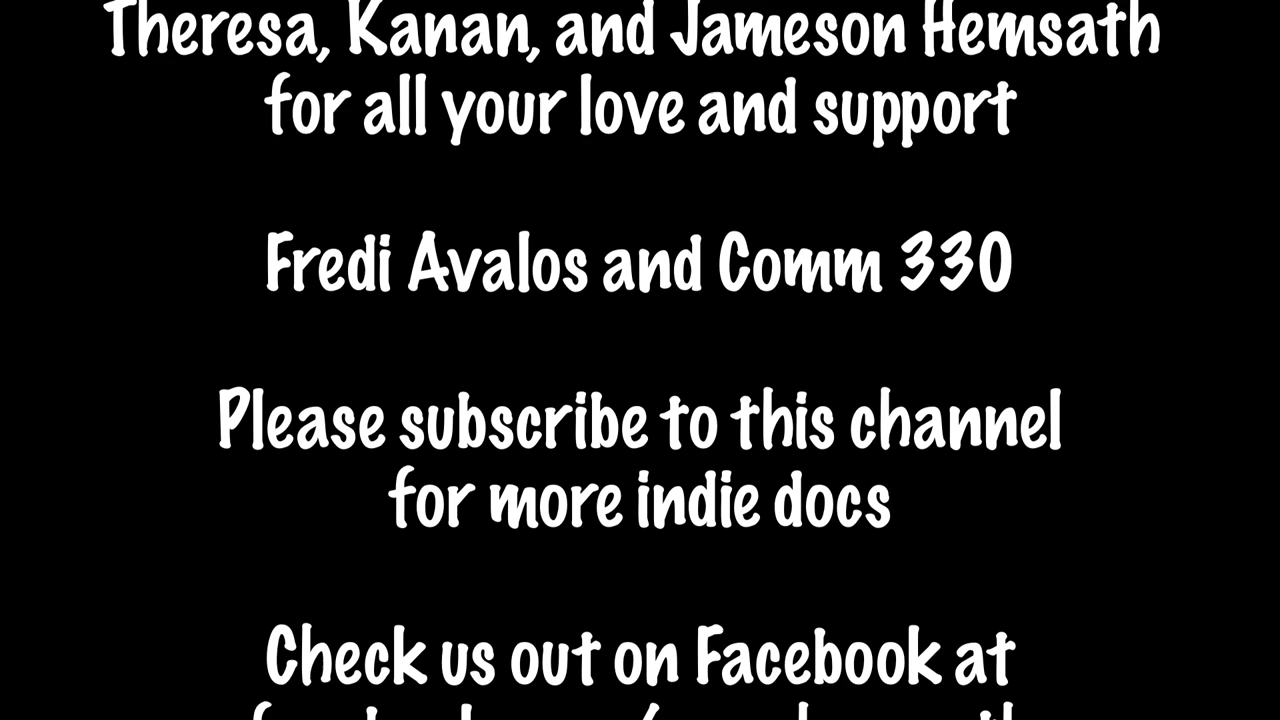 Theresa, Kanan, and Jameson Hemsath
for all your love and support
Fredi Avalos and Comm 330
Please subscribe to this channel
for more indie docs
Check us out on Facebook at